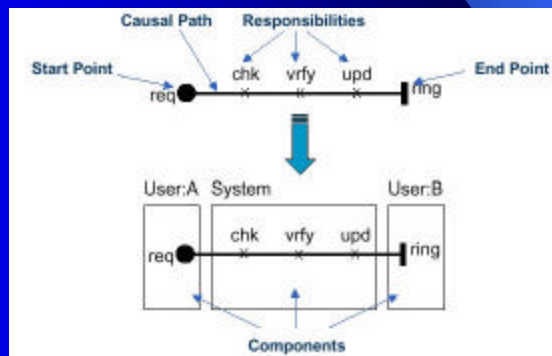 Causal Path Responsibilities
Start Point chk vrfy upd End Point
req ring
User:A System User:B
chk vrfy upd
req ring
Components